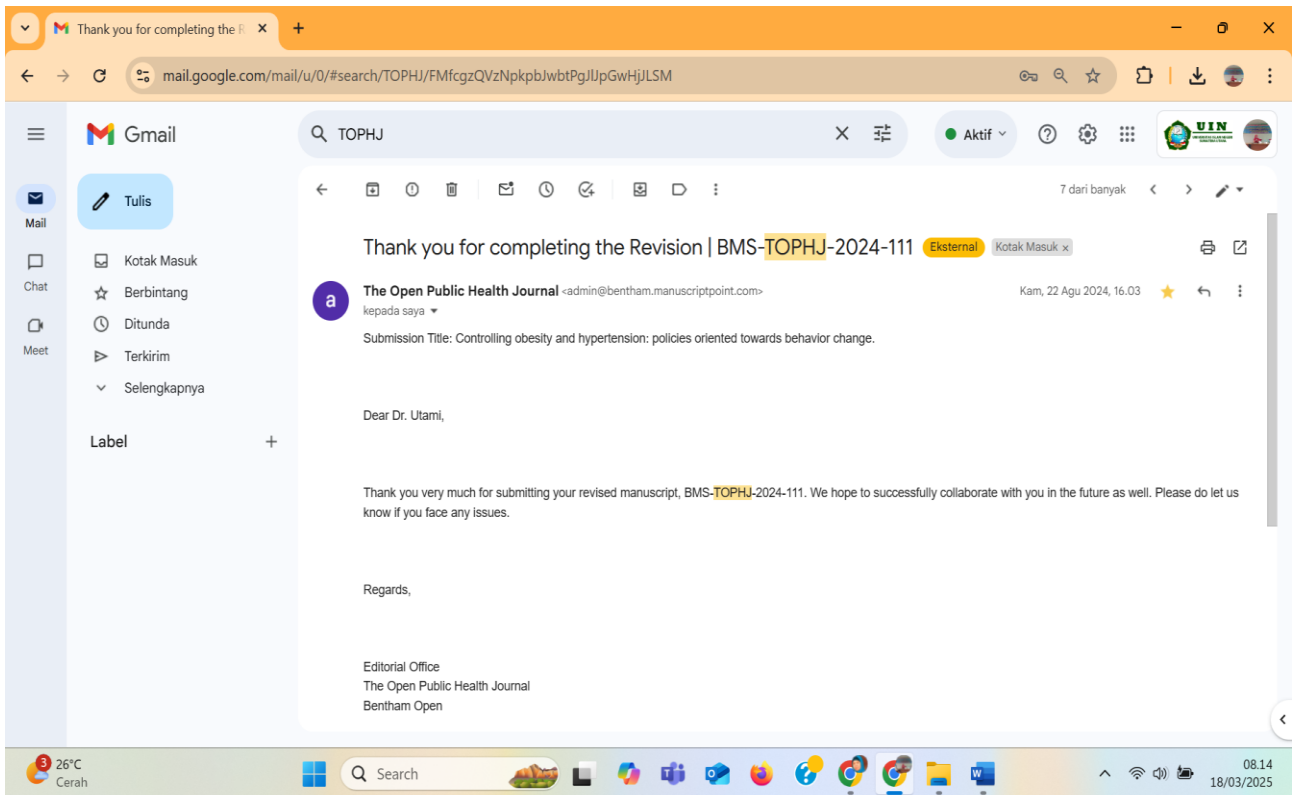 Thank you for completing the R
mail.google.com/mail/u/0/#search/TOPHJ/FMfcgzQVzNpkpbJwbtPgJlJpGwHjJLSM
Gmail
TOPHJ
Aktif
UIN
Tulis
7 dari banyak
Mail
Chat
Meet
Kotak Masuk
Berbintang
Ditunda
Terkirim
Selengkapnya
Label
Thank you for completing the Revision | BMS-TOPHJ-2024-111 Eksternal Kotak Masuk x
a
The Open Public Health Journal <admin@bentham.manuscriptpoint.com>
Kam, 22 Agu 2024, 16.03
kepada saya
Submission Title: Controlling obesity and hypertension: policies oriented towards behavior change.
Dear Dr. Utami,
Thank you very much for submitting your revised manuscript, BMS-TOPHJ-2024-111. We hope to successfully collaborate with you in the future as well. Please do let us
know if you face any issues.
Regards,
Editorial Office
The Open Public Health Journal
Bentham Open
3
26°C
Cerah
Search
08.14
18/03/2025